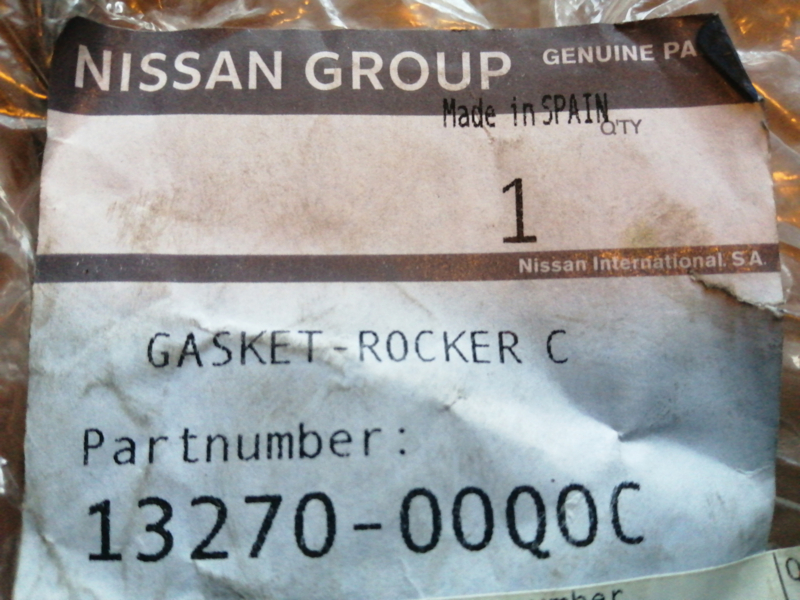 NISSAN GROUP GENUINE PA
Made in SPAIN
Q'TY
1
Nissan International. S.A.
GASKET-ROCKER C
Partnumber:
13270-00Q0C